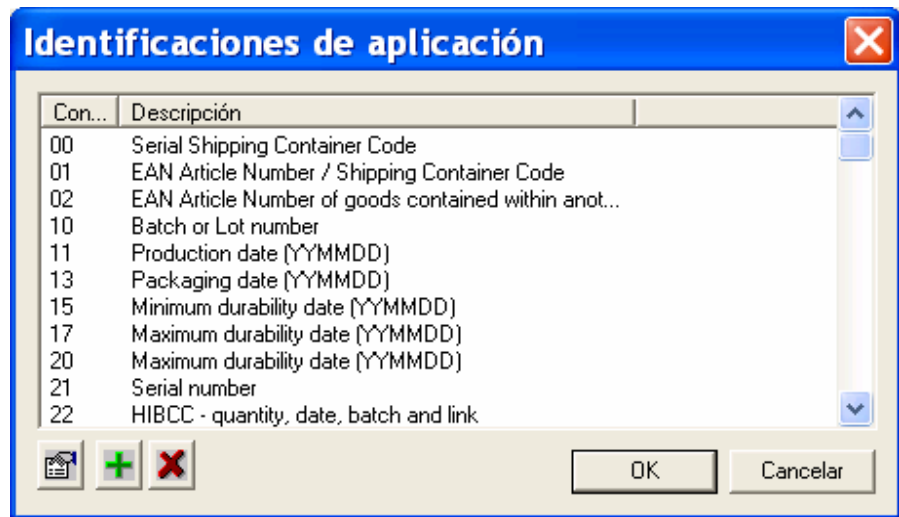 Identificaciones de aplicación
Con... Descripción
00 Serial Shipping Container Code
01 EAN Article Number / Shipping Container Code
02 EAN Article Number of goods contained within anot...
10 Batch or Lot number
11 Production date (YYMMDD)
13 Packaging date (YYMMDD)
15 Minimum durability date (YYMMDD)
17 Maximum durability date (YYMMDD)
20 Maximum durability date (YYMMDD)
21 Serial number
22 HIBCC - quantity, date, batch and link
OK Cancelar